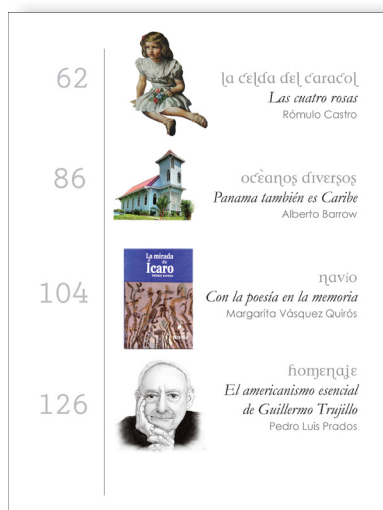 62
la celda del caracol
Las cuatro rosas
Rómulo Castro
86
ocèanos diversos
Panama también es Caribe
Alberto Barrow
La mirada
de
Ícaro
104
navío
Con la poesía en la memoria
Margarita Vásquez Quirós
126
homenaje
El americanismo esencial
de Guillermo Trujillo
Pedro Luis Prados